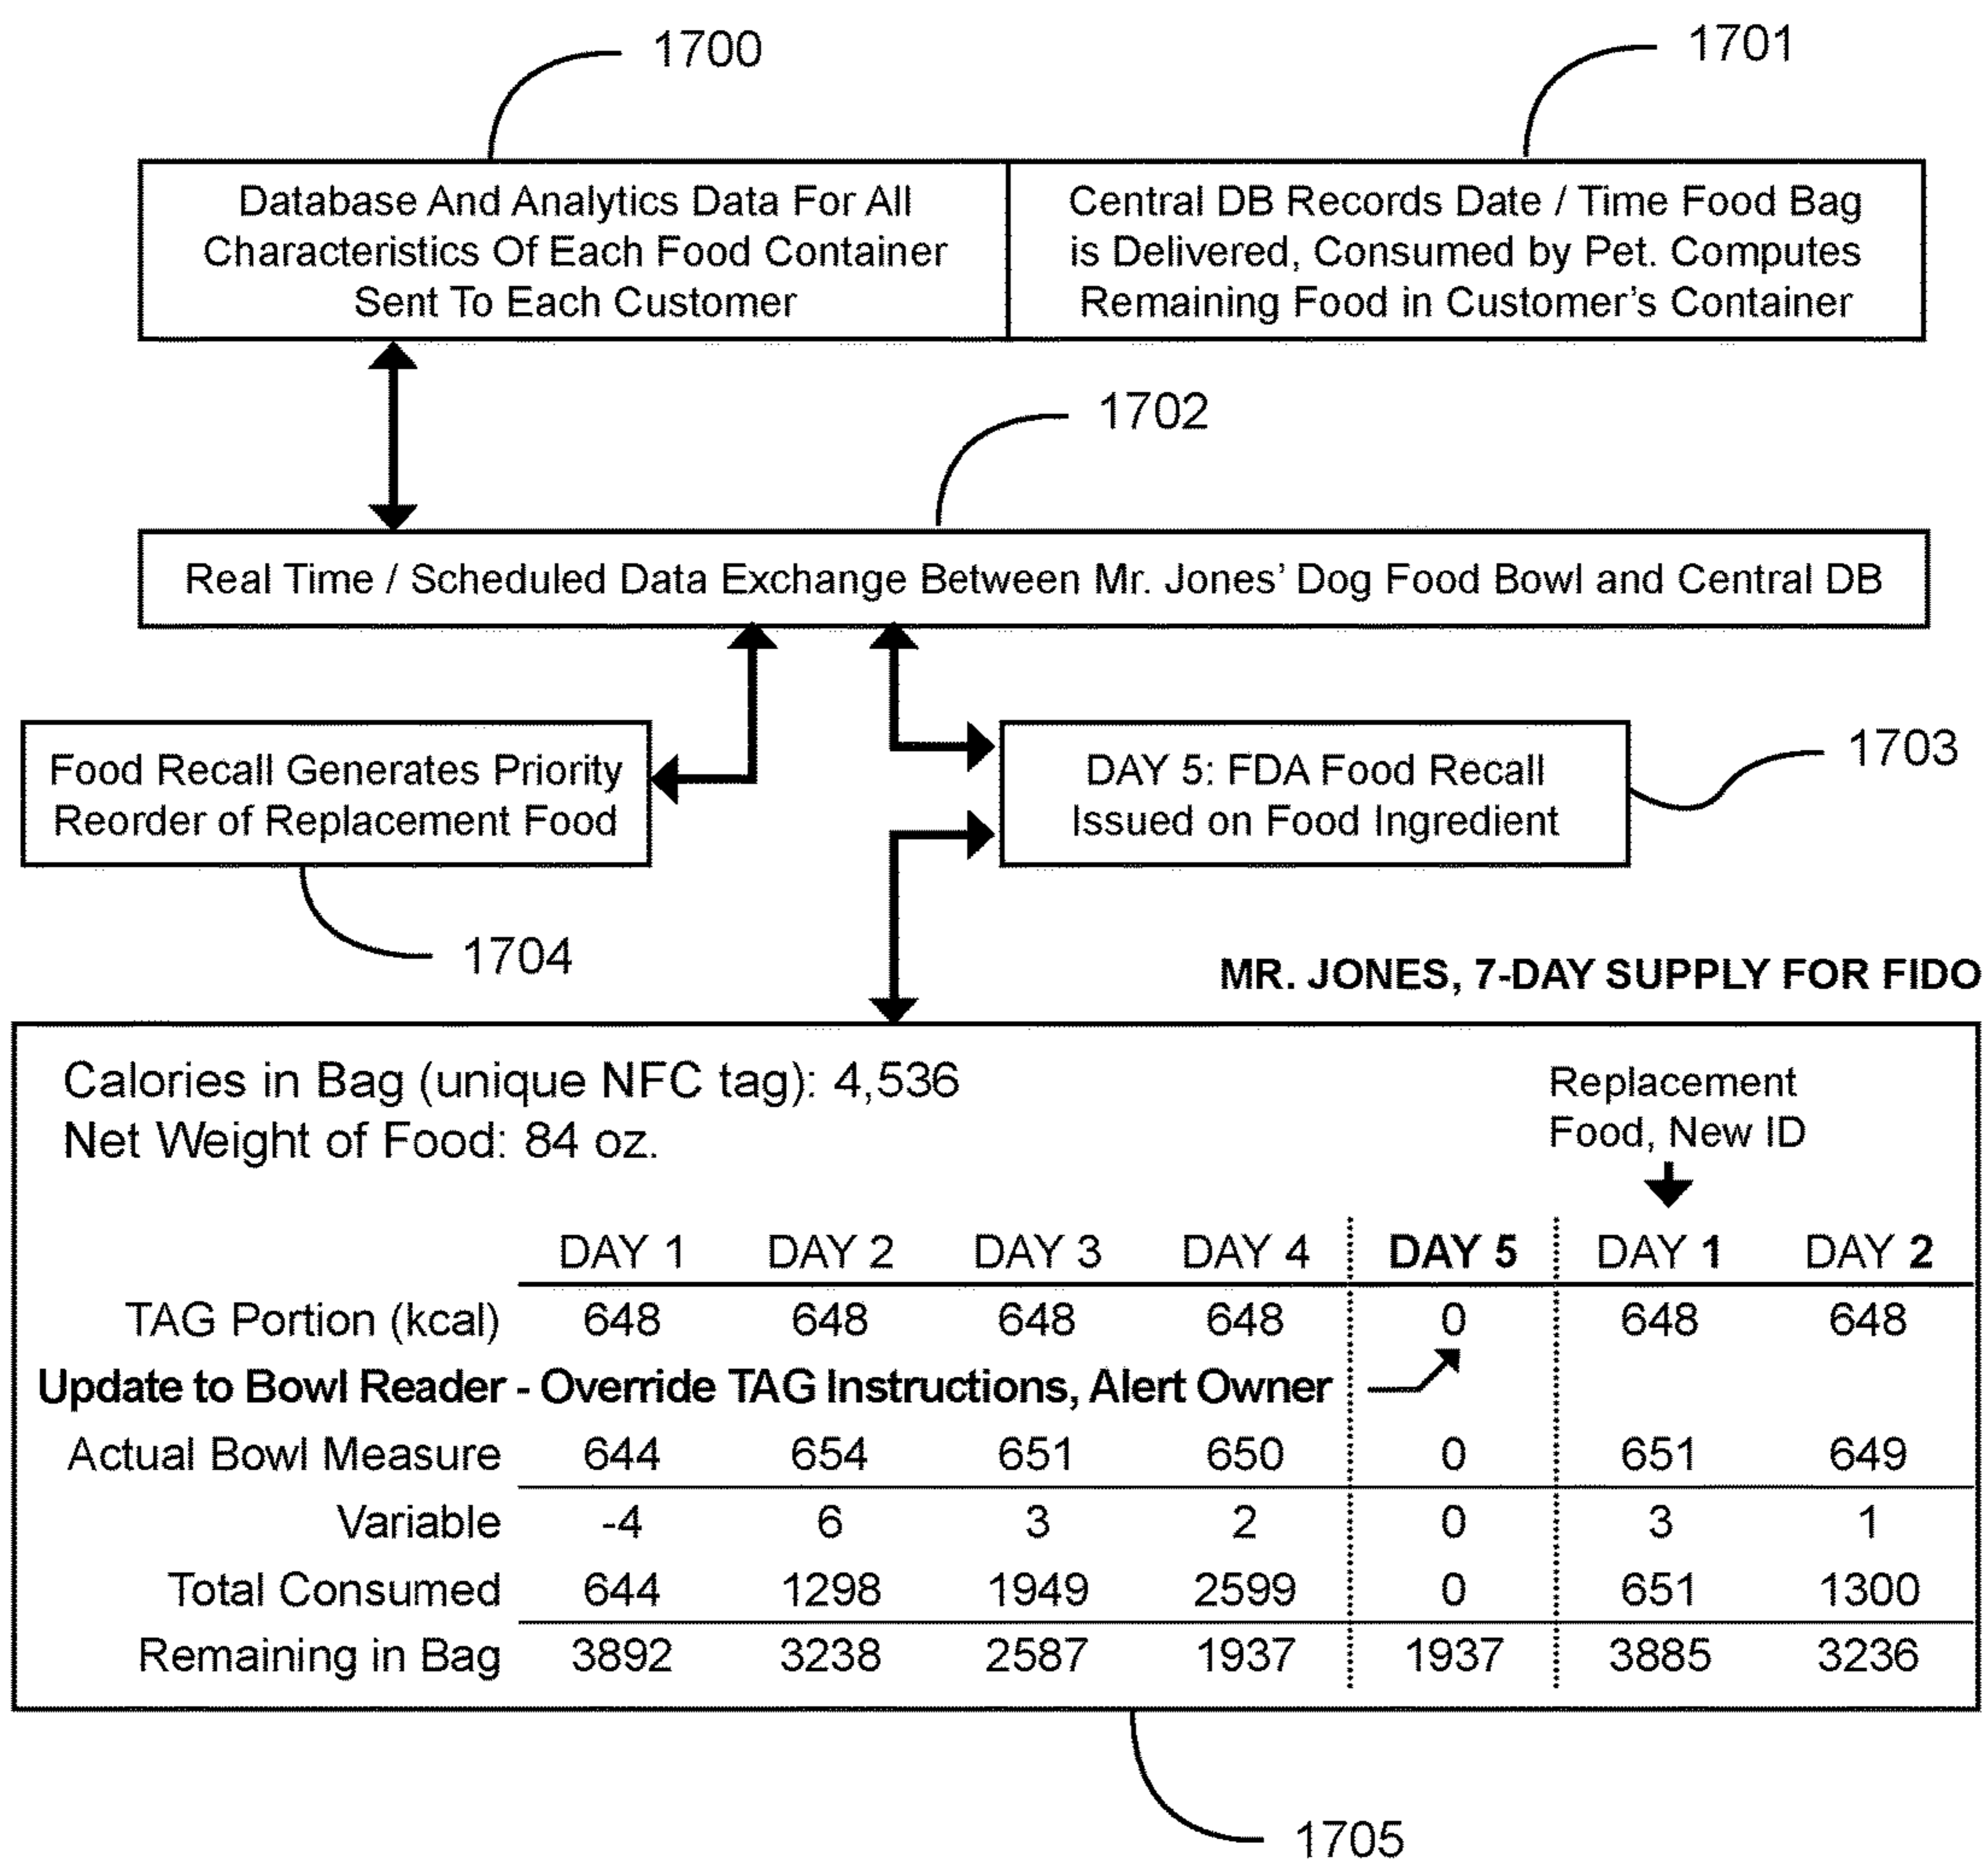 1700
1701
Database And Analytics Data For All
Characteristics Of Each Food Container
Sent To Each Customer
Central DB Records Date / Time Food Bag
is Delivered, Consumed by Pet. Computes
Remaining Food in Customer's Container
1702
Real Time / Scheduled Data Exchange Between Mr. Jones' Dog Food Bowl and Central DB
Food Recall Generates Priority
Reorder of Replacement Food
DAY 5: FDA Food Recall
Issued on Food Ingredient
1703
1704
MR. JONES, 7-DAY SUPPLY FOR FIDO
Calories in Bag (unique NFC tag): 4,536
Net Weight of Food: 84 oz.
Replacement
Food, New ID
DAY 1 DAY 2 DAY 3 DAY 4 DAY 5 DAY 1 DAY 2
TAG Portion (kcal) 648 648 648 648 0 648 648
Update to Bowl Reader - Override TAG Instructions, Alert Owner
Actual Bowl Measure 644 654 651 650 0 651 649
Variable -4 6 3 2 0 3 1
Total Consumed 644 1298 1949 2599 0 651 1300
Remaining in Bag 3892 3238 2587 1937 1937 3885 3236
1705